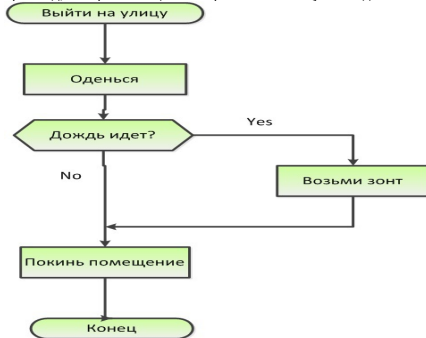 Выйти на улицу
Оденься
Дождь идет?
Yes
No
Возьми зонт
Покинь помещение
Конец